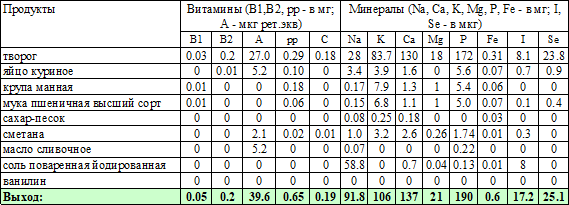 Продукты Витамины (В1,В2, рр - в мг; Минералы (Na, Ca, K, Mg, P, Fe - в мг; I,
А - мкг рет.экв) Se - в мкг)
B1 B2 A pp C Na K Ca Mg P Fe I Se
творог 0.03 0.2 27.0 0.29 0.18 28 83.7 130 18 172 0.31 8.1 23.8
яйцо куриное 0 0.01 5.2 0.10 0 3.4 3.9 1.6 0 5.6 0.07 0.7 0.9
крупа манная 0.01 0 0 0.18 0 0.17 7.9 1.3 1 5.4 0.06 0 0
мука пшеничная высший сорт 0.01 0 0 0.06 0 0.15 6.8 1.1 1 5.0 0.07 0.1 0.4
сахар-песок 0 0 0 0 0 0.08 0.25 0.18 0 0 0.03 0 0
сметана 0 0 2.1 0.02 0.01 1.0 3.2 2.6 0.26 1.74 0.01 0.3 0
масло сливочное 0 0 5.2 0 0 0.07 0 0 0 0.22 0 0 0
соль поваренная йодированная 0 0 0 0 0 58.8 0 0.7 0.04 0.13 0.01 8 0
ванилин 0 0 0 0 0 0 0 0 0 0 0 0 0
Выход: 0.05 0.2 39.6 0.65 0.19 91.8 106 137 21 190 0.6 17.2 25.1